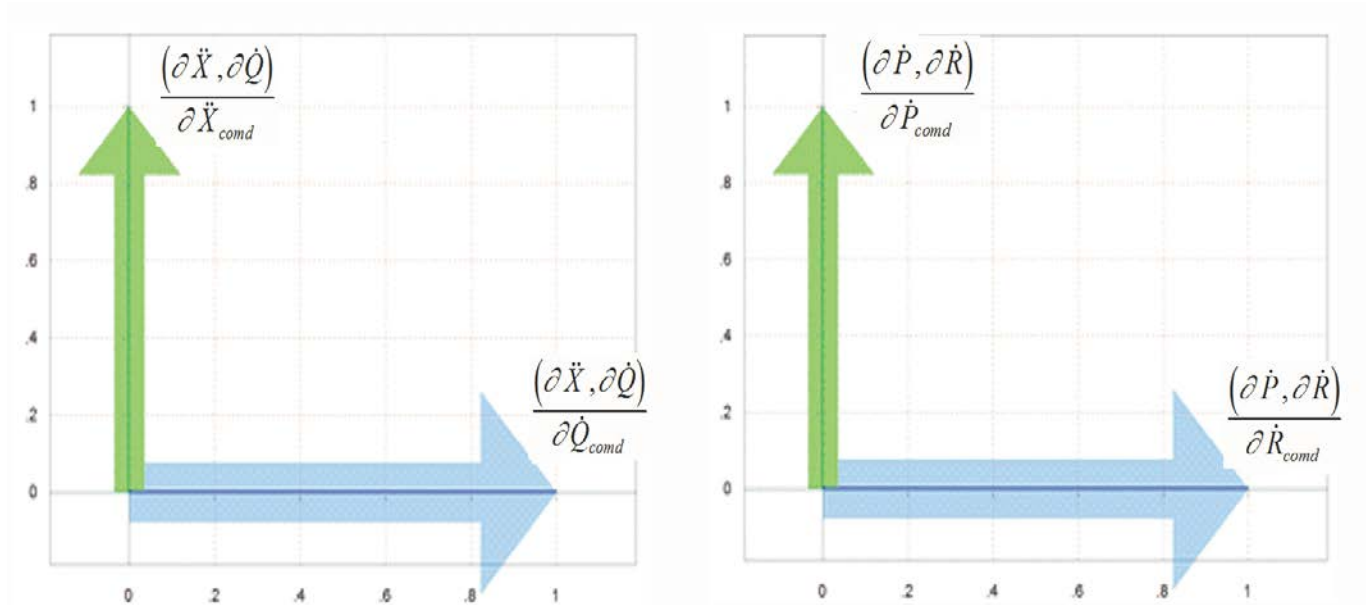 (∂Ẍ, ∂Q̇)
∂Ẍcomd
1
.8
.6
.4
.2
0
(∂Ẍ, ∂Q̇)
∂Q̇comd
0 .2 .4 .6 .8 1
(∂Ṗ, ∂Ṙ)
∂Ṗcomd
1
.8
.6
.4
.2
0
(∂Ṗ, ∂Ṙ)
∂Ṙcomd
0 .2 .4 .6 .8 1